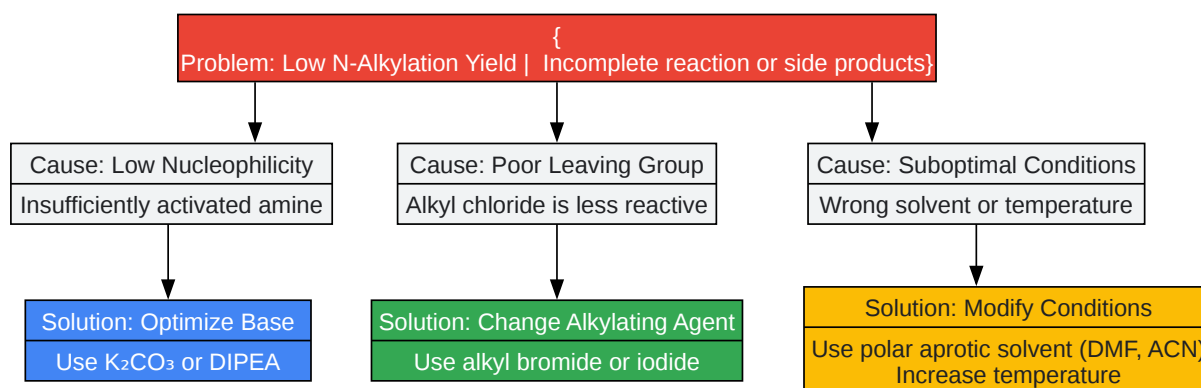 {
Problem: Low N-Alkylation Yield | Incomplete reaction or side products}
Cause: Low Nucleophilicity
Insufficiently activated amine
Cause: Poor Leaving Group
Alkyl chloride is less reactive
Cause: Suboptimal Conditions
Wrong solvent or temperature
Solution: Optimize Base
Use K₂CO₃ or DIPEA
Solution: Change Alkylating Agent
Use alkyl bromide or iodide
Solution: Modify Conditions
Use polar aprotic solvent (DMF, ACN)
Increase temperature